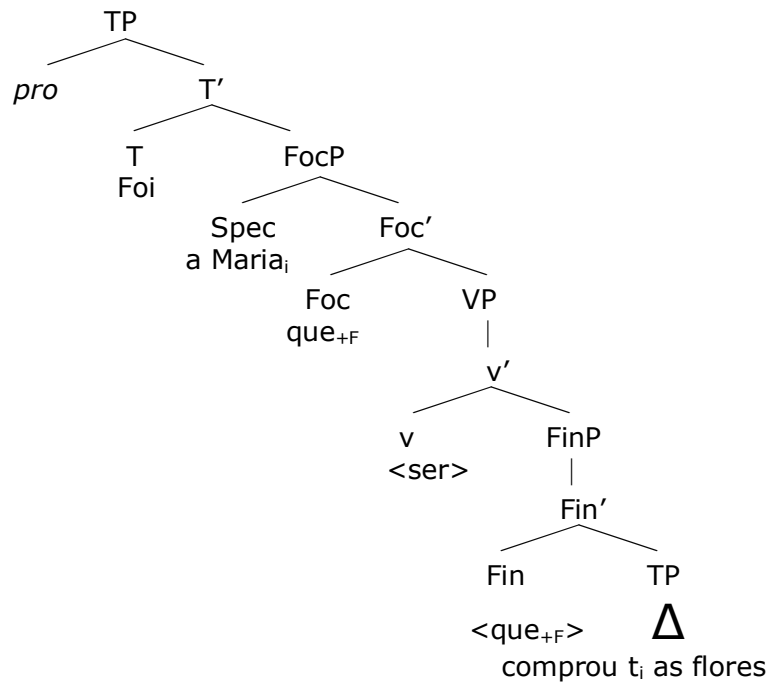 TP
pro T′
T FocP
Foi
Spec Foc′
a Mariaᵢ
Foc VP
que₊F
v′
v FinP
<ser>
Fin′
Fin TP
<que₊F> Δ
comprou tᵢ as flores